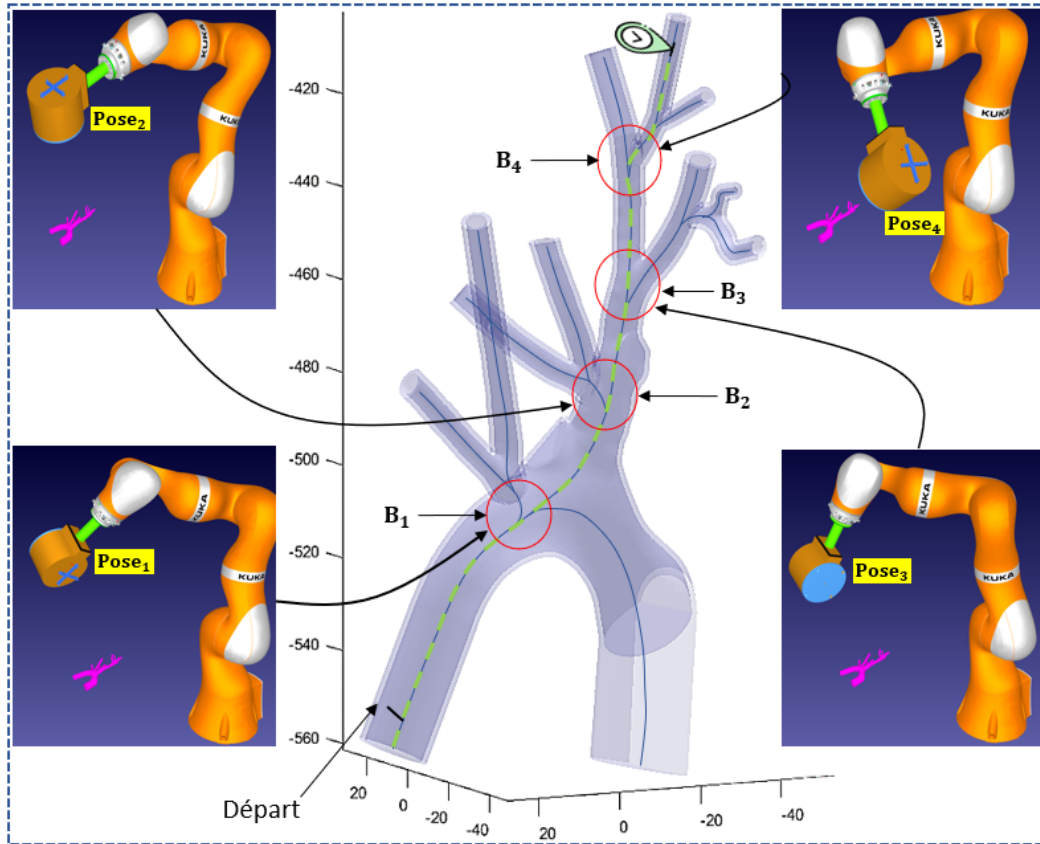 KUKA
KUKA
Pose2
-420
-440
-460
-480
-500
-520
-540
-560
B4
B3
B2
B1
KUKA
KUKA
Pose4
KUKA
KUKA
Pose1
KUKA
KUKA
Pose3
Départ
20
0
-20
-40
20
0
-20
-40